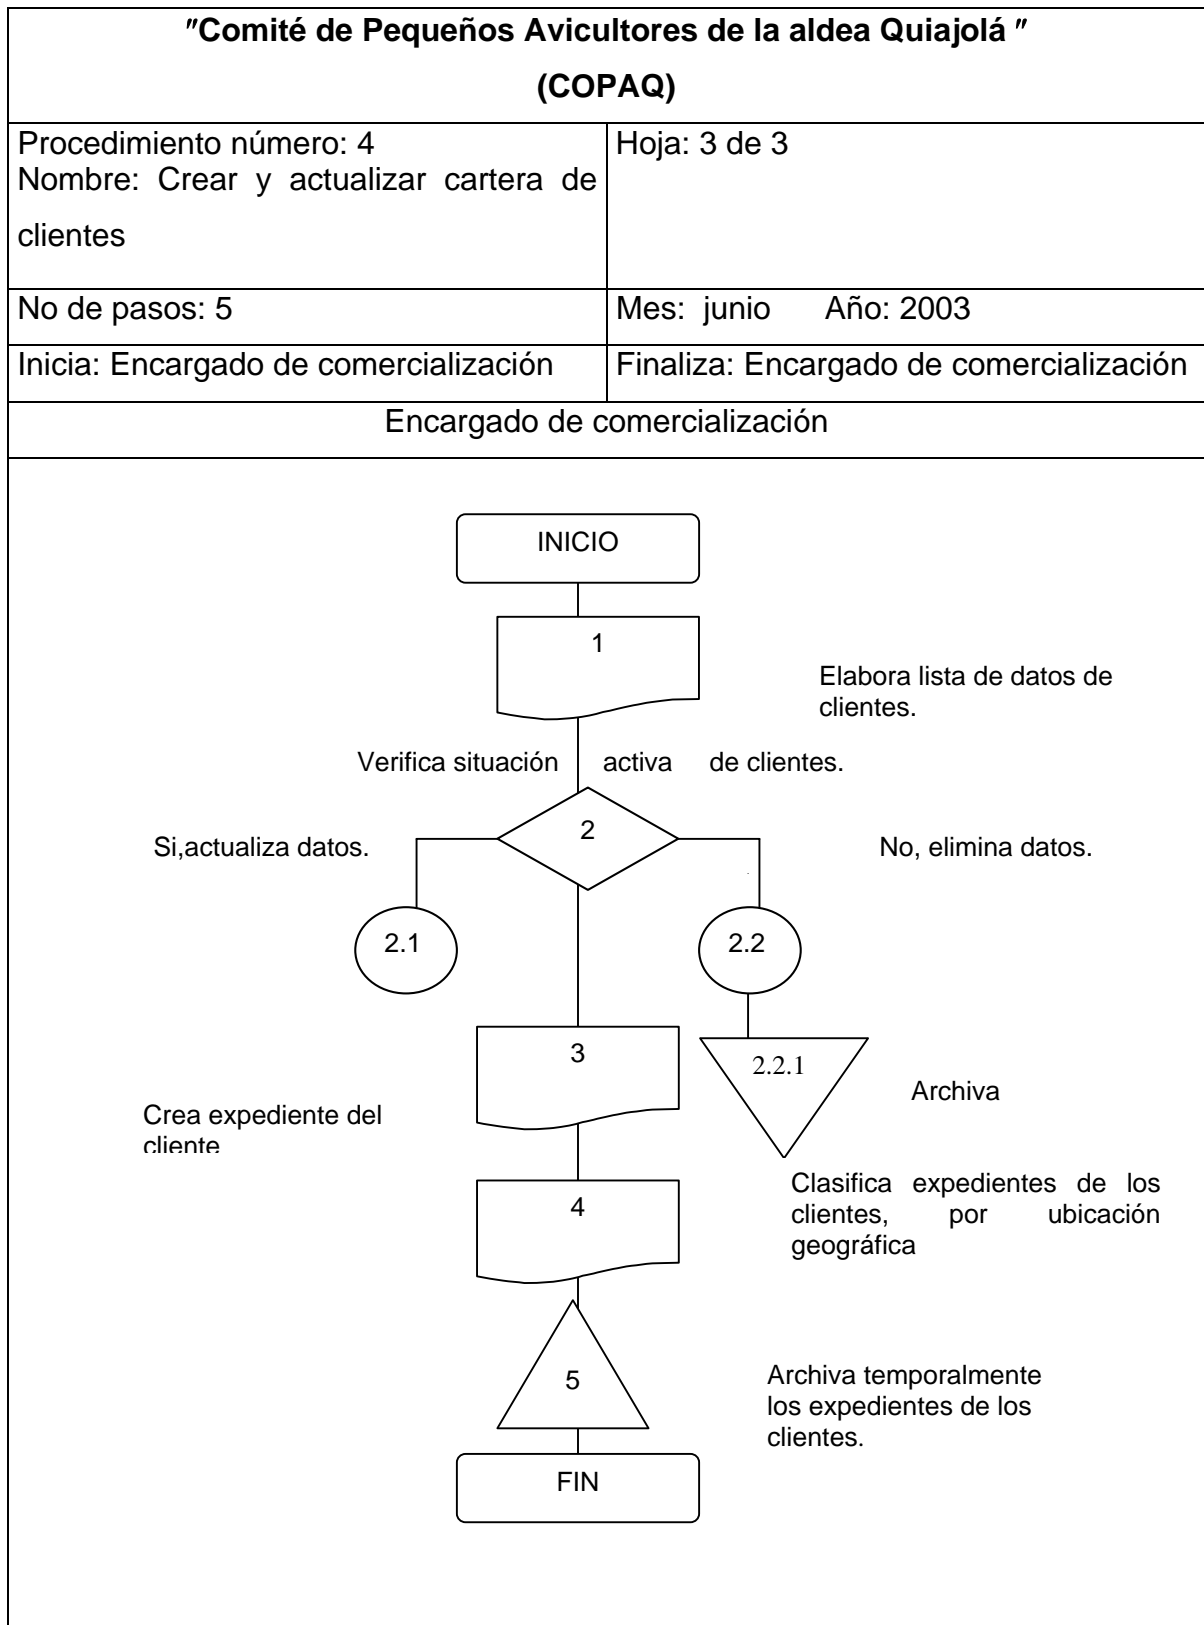 "Comité de Pequeños Avicultores de la aldea Quiajolá "
(COPAQ)
Procedimiento número: 4
Nombre: Crear y actualizar cartera de
clientes
Hoja: 3 de 3
No de pasos: 5
Mes: junio Año: 2003
Inicia: Encargado de comercialización
Finaliza: Encargado de comercialización
Encargado de comercialización
INICIO
1
Elabora lista de datos de
clientes.
Verifica situación activa de clientes.
2
Si,actualiza datos.
No, elimina datos.
2.1
2.2
3
2.2.1
Archiva
Crea expediente del
cliente
4
Clasifica expedientes de los
clientes, por ubicación
geográfica
5
Archiva temporalmente
los expedientes de los
clientes.
FIN